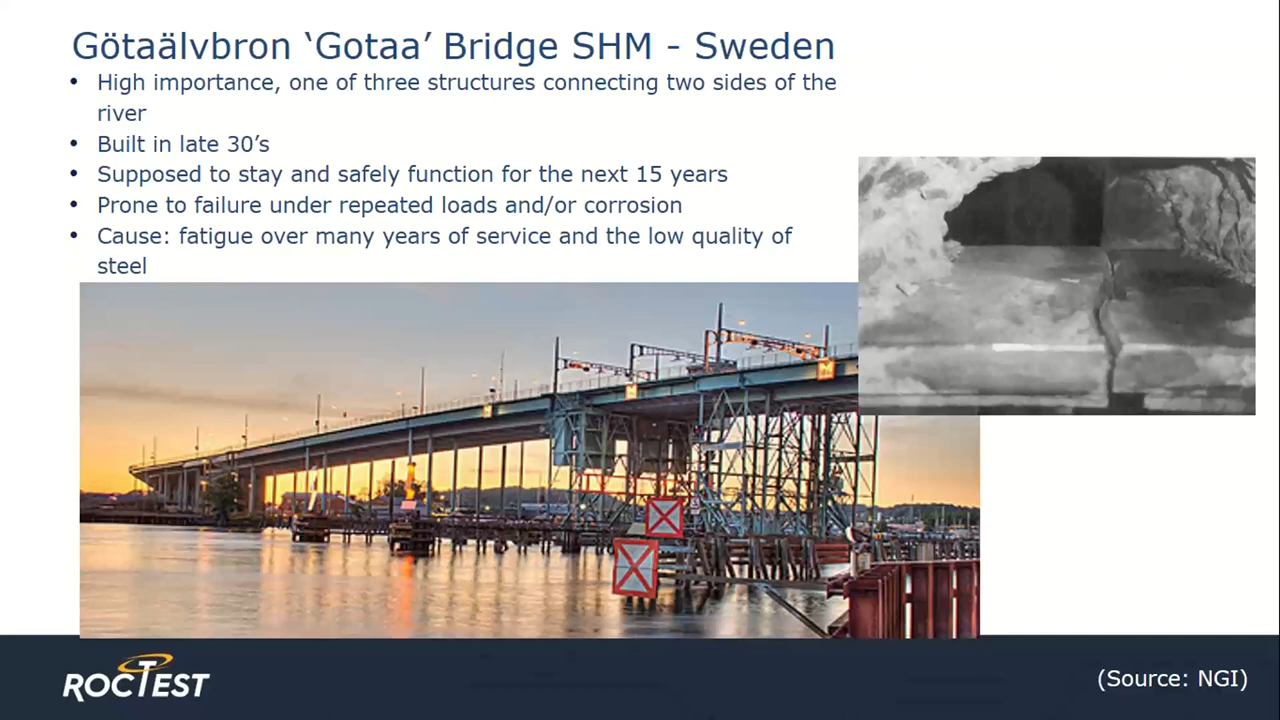 Götaälvbron ‘Gotaa’ Bridge SHM - Sweden
• High importance, one of three structures connecting two sides of the
river
• Built in late 30’s
• Supposed to stay and safely function for the next 15 years
• Prone to failure under repeated loads and/or corrosion
• Cause: fatigue over many years of service and the low quality of
steel
ROCTEST
(Source: NGI)